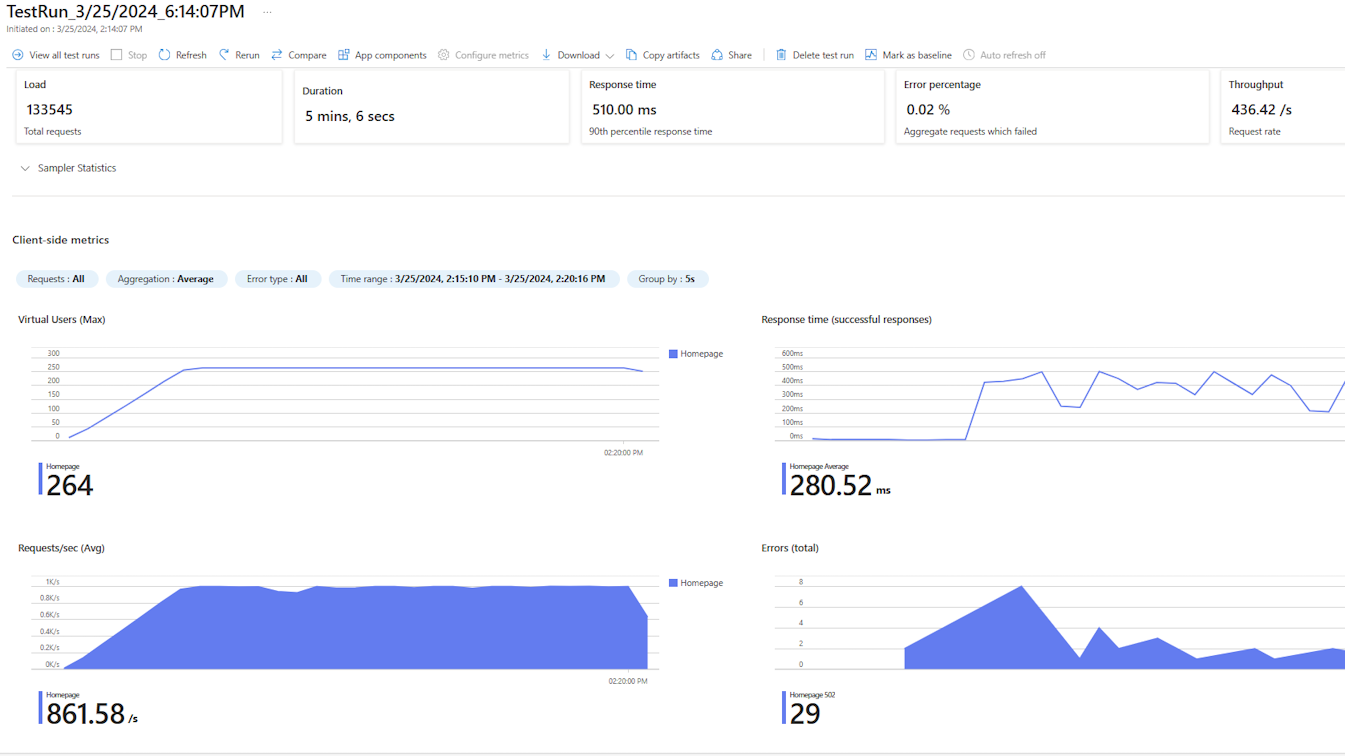 TestRun_3/25/2024_6:14:07PM ...
Initiated on : 3/25/2024, 2:14:07 PM
View all test runs Stop Refresh Rerun Compare App components Configure metrics Download Copy artifacts Share Delete test run Mark as baseline Auto refresh off
Load
133545
Total requests
Duration
5 mins, 6 secs
Response time
510.00 ms
90th percentile response time
Error percentage
0.02 %
Aggregate requests which failed
Throughput
436.42 /s
Request rate
Sampler Statistics
Client-side metrics
Requests : All Aggregation : Average Error type : All Time range : 3/25/2024, 2:15:10 PM - 3/25/2024, 2:20:16 PM Group by : 5s
Virtual Users (Max)
300
250
200
150
100
50
0
Homepage
02:20:00 PM
Homepage
264
Response time (successful responses)
600ms
500ms
400ms
300ms
200ms
100ms
0ms
Homepage Average
280.52 ms
Requests/sec (Avg)
1K/s
0.8K/s
0.6K/s
0.4K/s
0.2K/s
0K/s
Homepage
02:20:00 PM
Homepage
861.58 /s
Errors (total)
8
6
4
2
0
Homepage 502
29